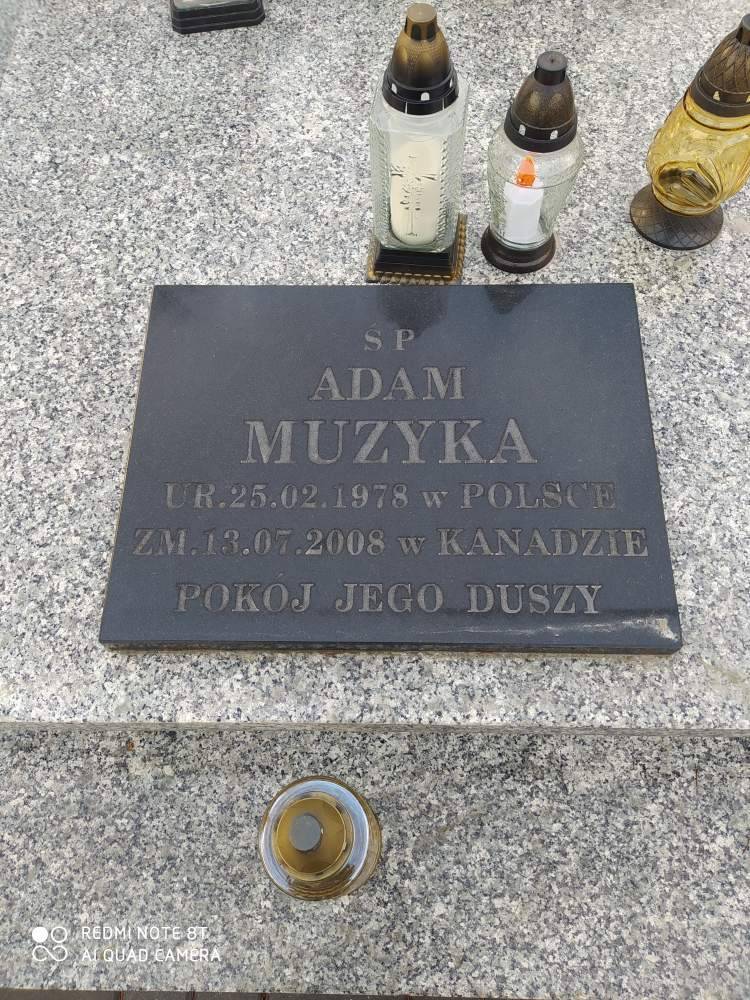 Ś P
ADAM
MUZYKA
UR.25.02.1978 w POLSCE
ZM.13.07.2008 w KANADZIE
POKÓJ JEGO DUSZY
REDMI NOTE 8T
AI QUAD CAMERA